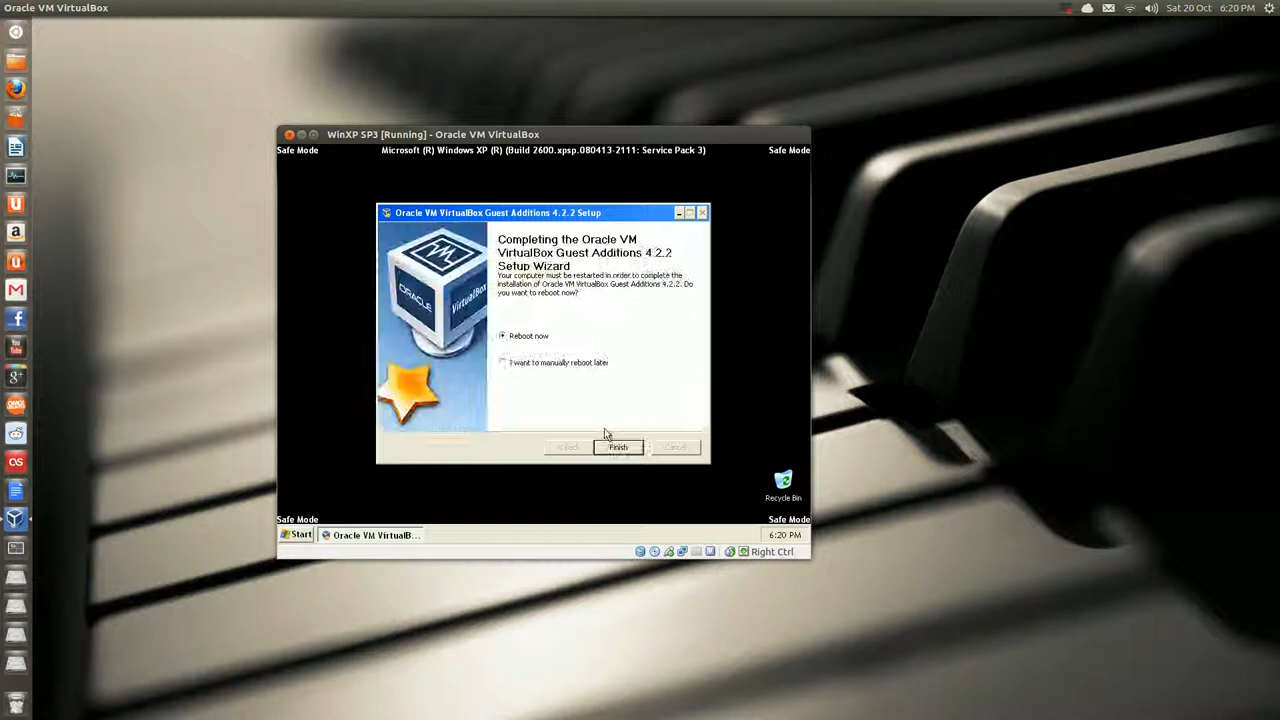 Oracle VM VirtualBox
Sat 20 Oct 6:20 PM
WinXP SP3 [Running] - Oracle VM VirtualBox
Safe Mode Microsoft (R) Windows XP (R) (Build 2600.xpsp.080413-2111: Service Pack 3) Safe Mode
Oracle VM VirtualBox Guest Additions 4.2.2 Setup
Completing the Oracle VM
VirtualBox Guest Additions 4.2.2
Setup Wizard
Your computer must be restarted in order to complete the
installation of Oracle VM VirtualBox Guest Additions 4.2.2. Do
you want to reboot now?
ORACLE VirtualBox
Reboot now
I want to manually reboot later
< Back Finish Cancel
Recycle Bin
Safe Mode Safe Mode
Start Oracle VM VirtualB... 6:20 PM
Right Ctrl